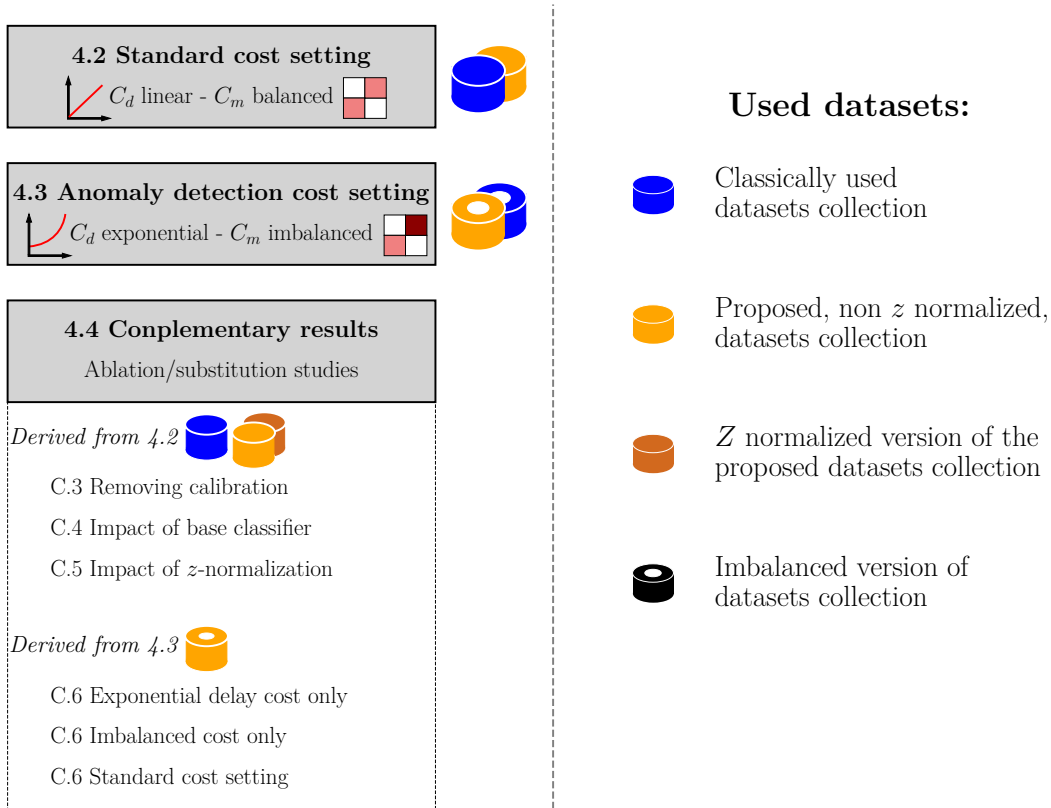 4.2 Standard cost setting
C_d linear - C_m balanced
4.3 Anomaly detection cost setting
C_d exponential - C_m imbalanced
4.4 Conplementary results
Ablation/substitution studies
Derived from 4.2
C.3 Removing calibration
C.4 Impact of base classifier
C.5 Impact of z-normalization
Derived from 4.3
C.6 Exponential delay cost only
C.6 Imbalanced cost only
C.6 Standard cost setting
Used datasets:
Classically used
datasets collection
Proposed, non z normalized,
datasets collection
Z normalized version of the
proposed datasets collection
Imbalanced version of
datasets collection